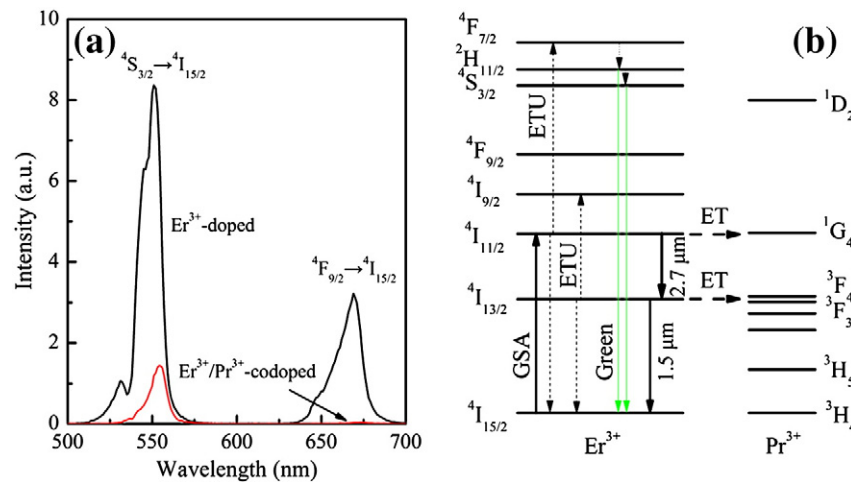 (a)
⁴S₃/₂→⁴I₁₅/₂
Er³⁺-doped
⁴F₉/₂→⁴I₁₅/₂
Er³⁺/Pr³⁺-codoped
Intensity (a.u.)
10
8
6
4
2
0
500 550 600 650 700
Wavelength (nm)
(b)
⁴F₇/₂
²H₁₁/₂
⁴S₃/₂
⁴F₉/₂
⁴I₉/₂
⁴I₁₁/₂
⁴I₁₃/₂
⁴I₁₅/₂
ETU
ETU
GSA
Green
2.7 μm
1.5 μm
ET
ET
¹D₂
¹G₄
³F₄
³F₃
³H₅
³H₄
Er³⁺
Pr³⁺